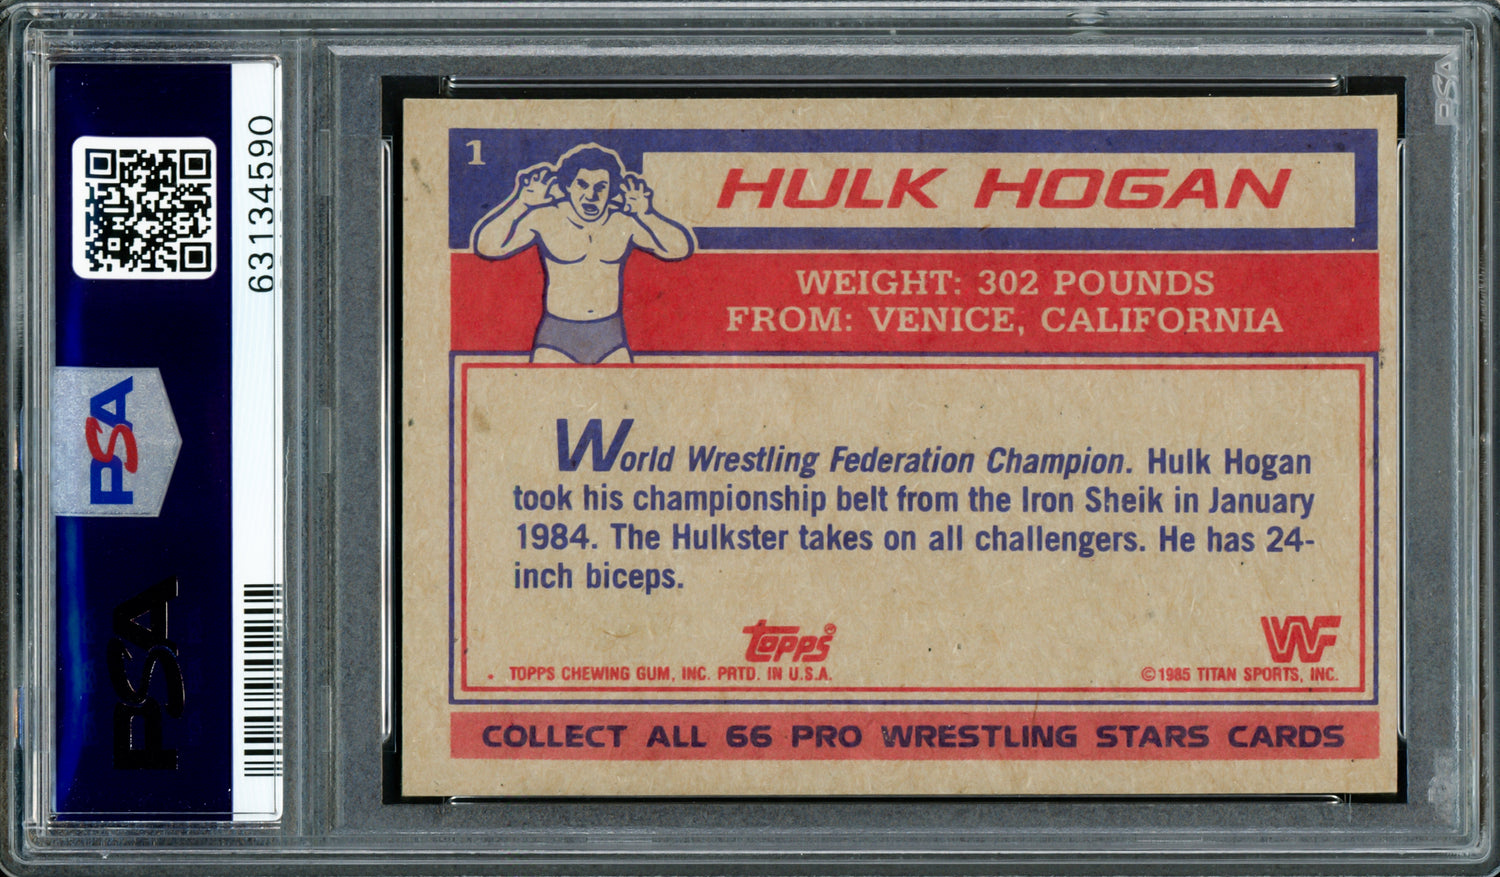 63134590
PSA
PSA
PSA
1
HULK HOGAN
WEIGHT: 302 POUNDS
FROM: VENICE, CALIFORNIA
World Wrestling Federation Champion. Hulk Hogan
took his championship belt from the Iron Sheik in January
1984. The Hulkster takes on all challengers. He has 24-
inch biceps.
topps®
TOPPS CHEWING GUM, INC. PRTD. IN U.S.A.
WF
©1985 TITAN SPORTS, INC.
COLLECT ALL 66 PRO WRESTLING STARS CARDS